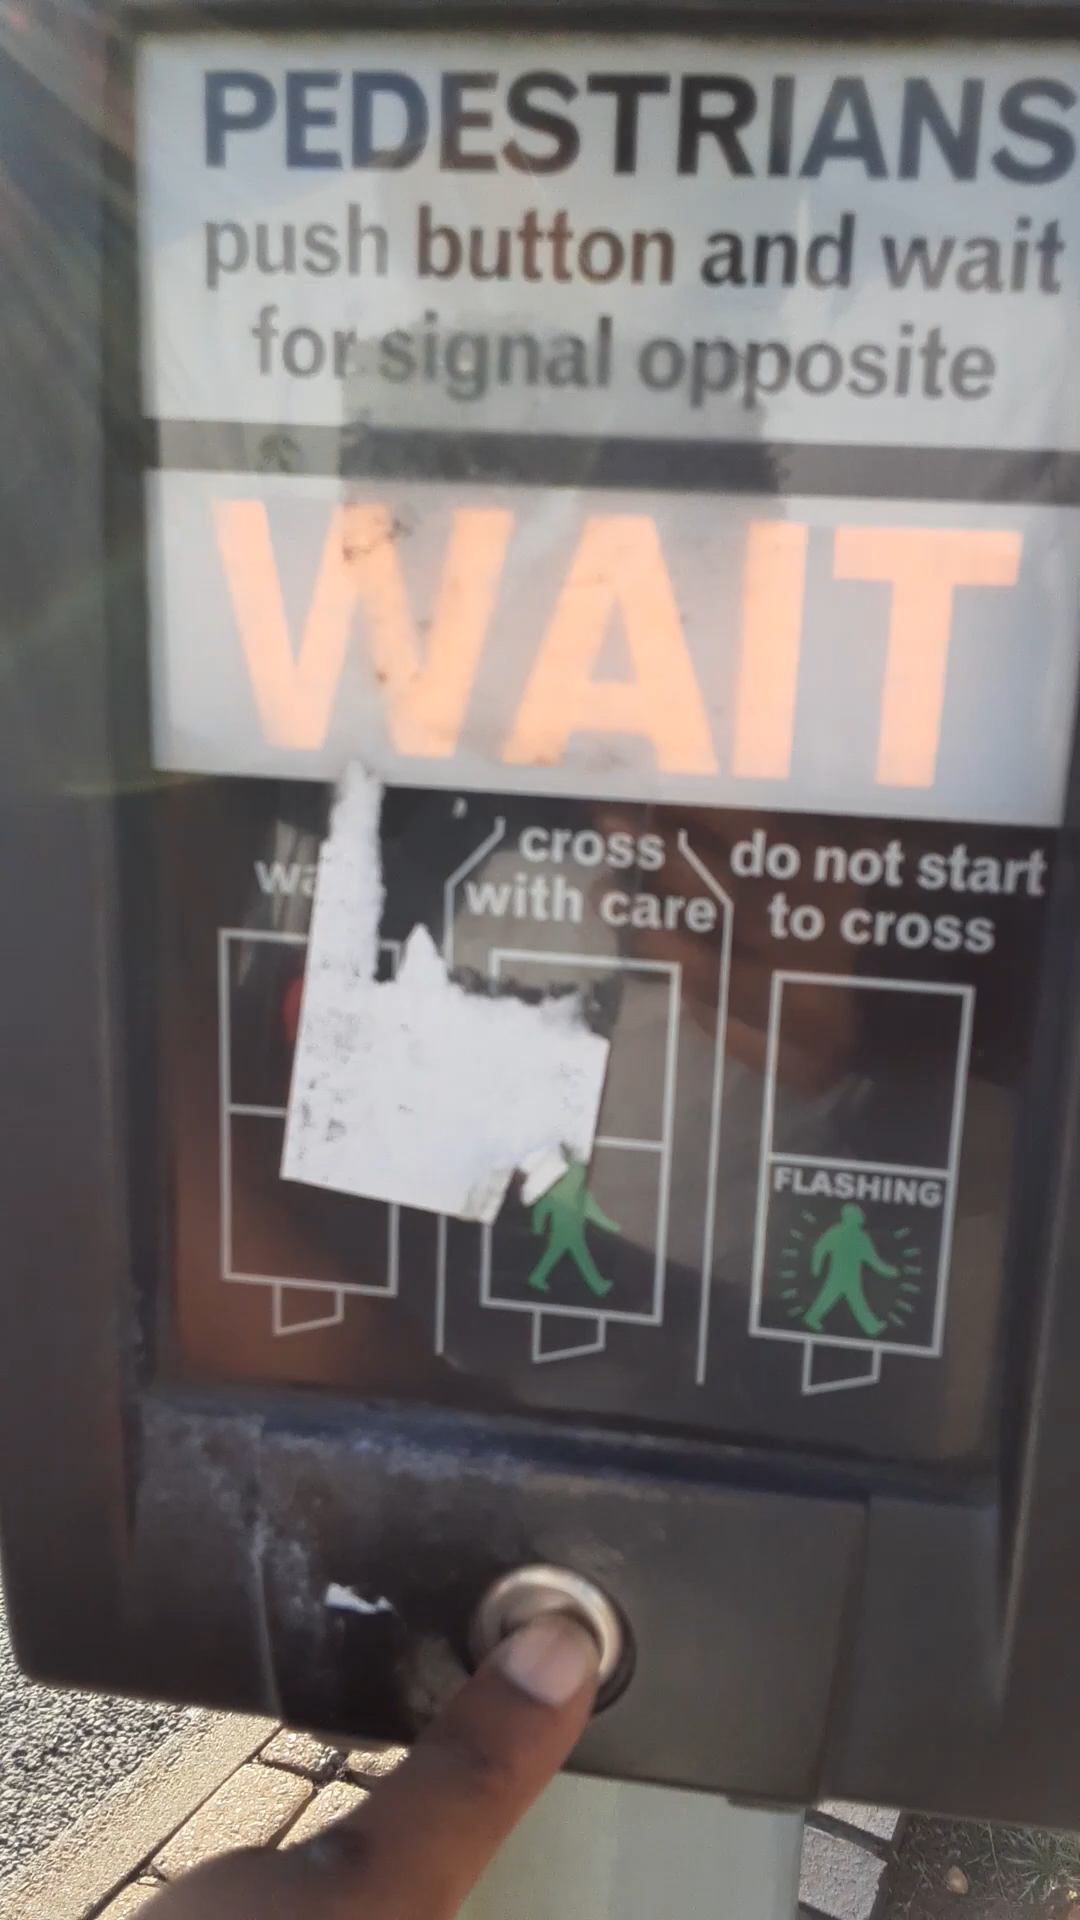 PEDESTRIANS
push button and wait
for signal opposite
WAIT
cross
with care
do not start
to cross
FLASHING